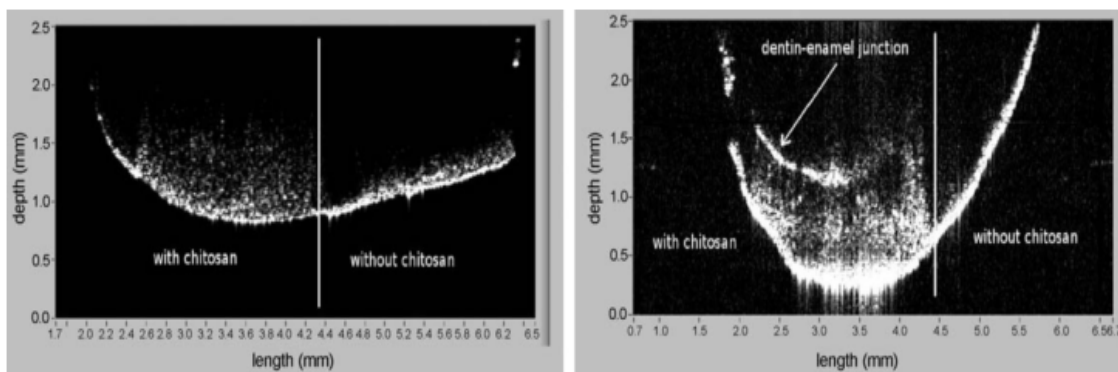 2.5
2.0
1.5
1.0
0.5
0.0
depth (mm)
with chitosan
without chitosan
1.7 2.0 2.2 2.4 2.6 2.8 3.0 3.2 3.4 3.6 3.8 4.0 4.2 4.4 4.6 4.8 5.0 5.2 5.4 5.6 5.8 6.0 6.2 6.5
length (mm)
2.5
2.0
1.5
1.0
0.5
0.0
depth (mm)
dentin-enamel junction
with chitosan
without chitosan
0.7 1.0 1.5 2.0 2.5 3.0 3.5 4.0 4.5 5.0 5.5 6.0 6.5
length (mm)